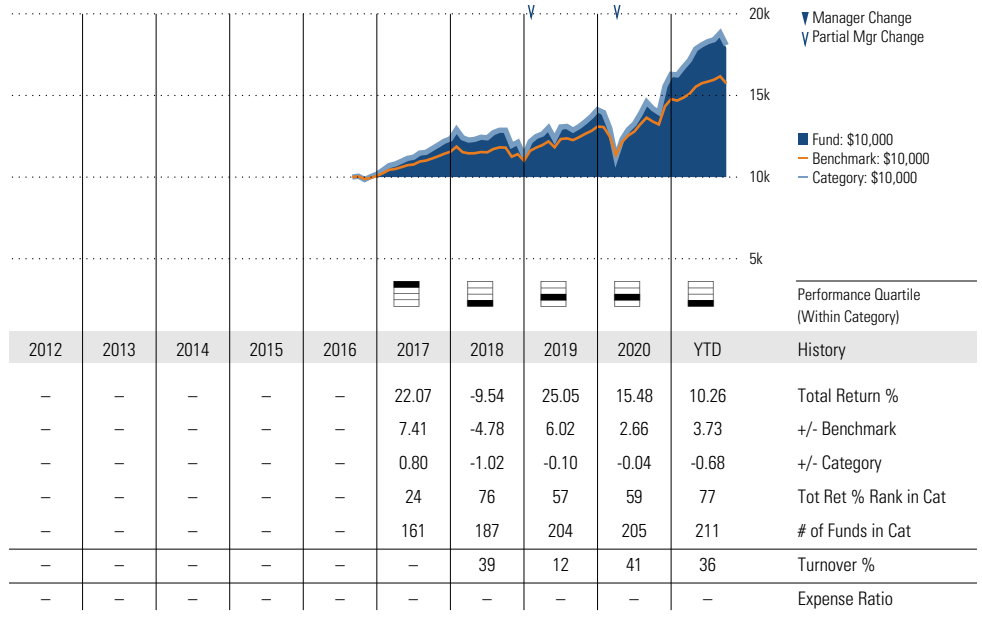 20k
Manager Change
Partial Mgr Change
15k
Fund: $10,000
Benchmark: $10,000
10k
Category: $10,000
5k
Performance Quartile
(Within Category)
2012 2013 2014 2015 2016 2017 2018 2019 2020 YTD History
– – – – – 22.07 -9.54 25.05 15.48 10.26 Total Return %
– – – – – 7.41 -4.78 6.02 2.66 3.73 +/- Benchmark
– – – – – 0.80 -1.02 -0.10 -0.04 -0.68 +/- Category
– – – – – 24 76 57 59 77 Tot Ret % Rank in Cat
– – – – – 161 187 204 205 211 # of Funds in Cat
– – – – – – 39 12 41 36 Turnover %
– – – – – – – – – – Expense Ratio